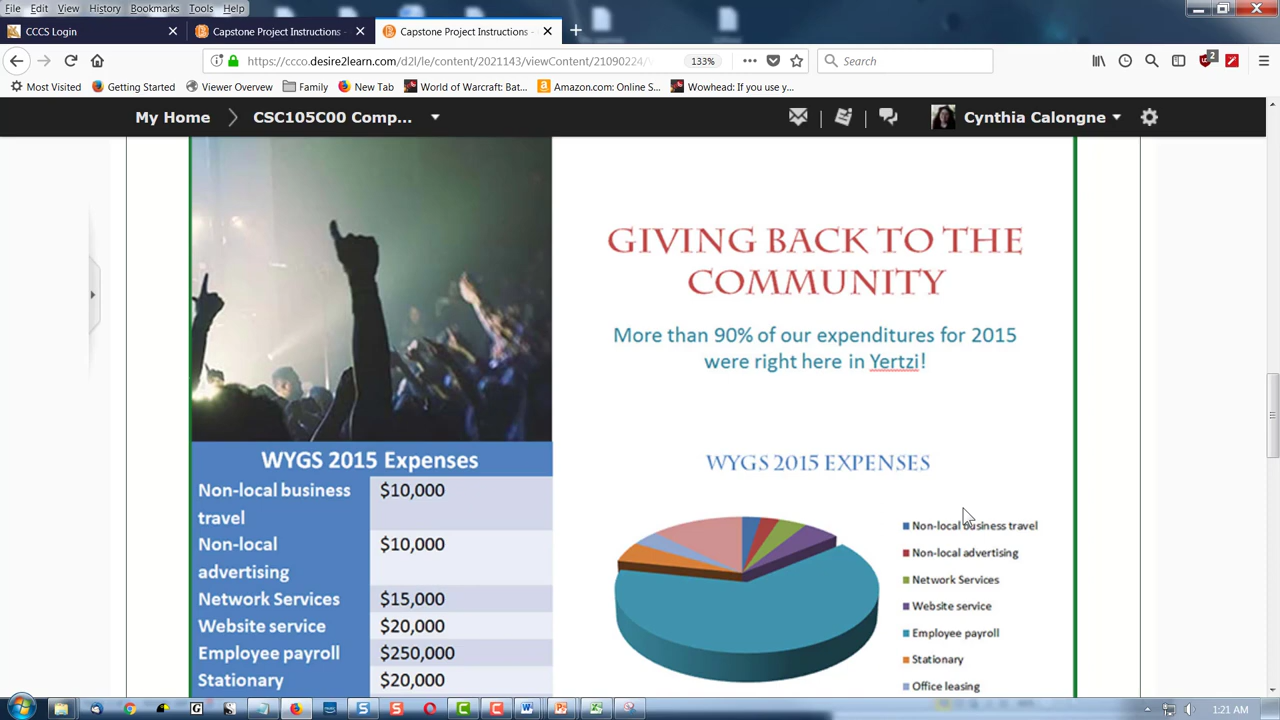 File Edit View History Bookmarks Tools Help
CCCS Login
Capstone Project Instructions -
Capstone Project Instructions -
https://ccco.desire2learn.com/d2l/le/content/2021143/viewContent/21090224/
133%
Search
Most Visited Getting Started Viewer Overview Family New Tab World of Warcraft: Bat... Amazon.com: Online S... Wowhead: If you use y...
2
My Home CSC105C00 Comp... Cynthia Calongne
GIVING BACK TO THE
COMMUNITY
More than 90% of our expenditures for 2015
were right here in Yertzi!
WYGS 2015 Expenses
Non-local business
travel
$10,000
Non-local
advertising
$10,000
Network Services $15,000
Website service $20,000
Employee payroll $250,000
Stationary $20,000
WYGS 2015 EXPENSES
Non-local business travel
Non-local advertising
Network Services
Website service
Employee payroll
Stationary
Office leasing
1:21 AM